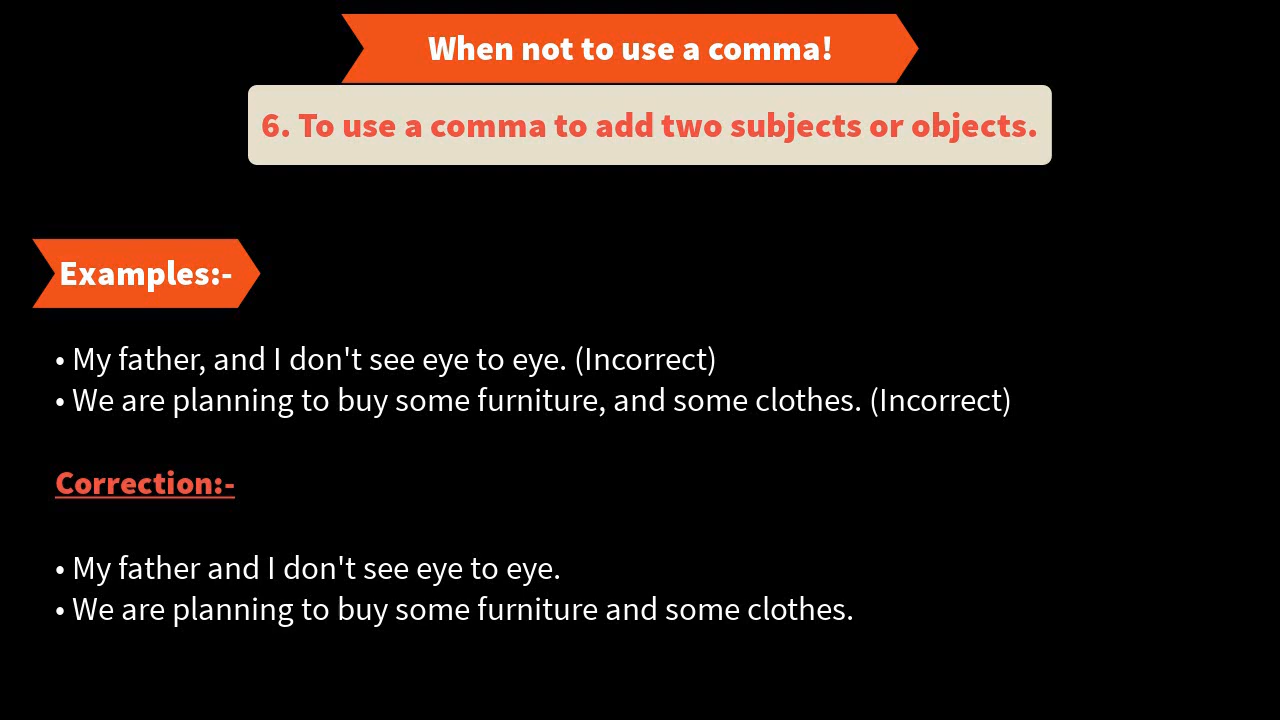 When not to use a comma!
6. To use a comma to add two subjects or objects.
Examples:-
• My father, and I don't see eye to eye. (Incorrect)
• We are planning to buy some furniture, and some clothes. (Incorrect)
Correction:-
• My father and I don't see eye to eye.
• We are planning to buy some furniture and some clothes.